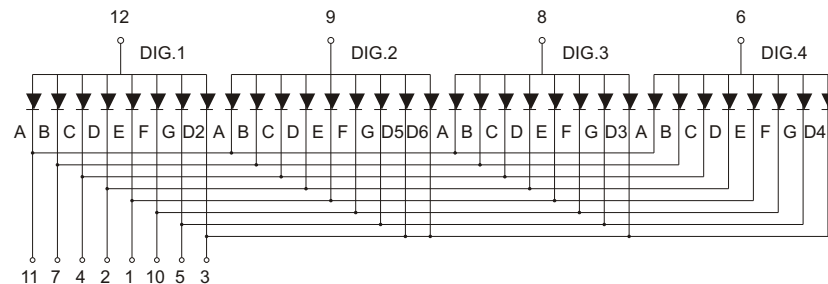 12 9 8 6
DIG.1 DIG.2 DIG.3 DIG.4
A B C D E F G D2 A B C D E F G D5 D6 A B C D E F G D3 A B C D E F G D4
11 7 4 2 1 10 5 3